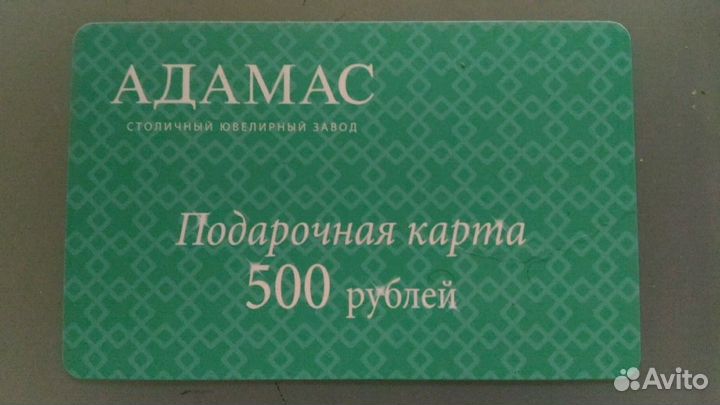 АДАМАС
СТОЛИЧНЫЙ ЮВЕЛИРНЫЙ ЗАВОД
Подарочная карта
500 рублей
Avito